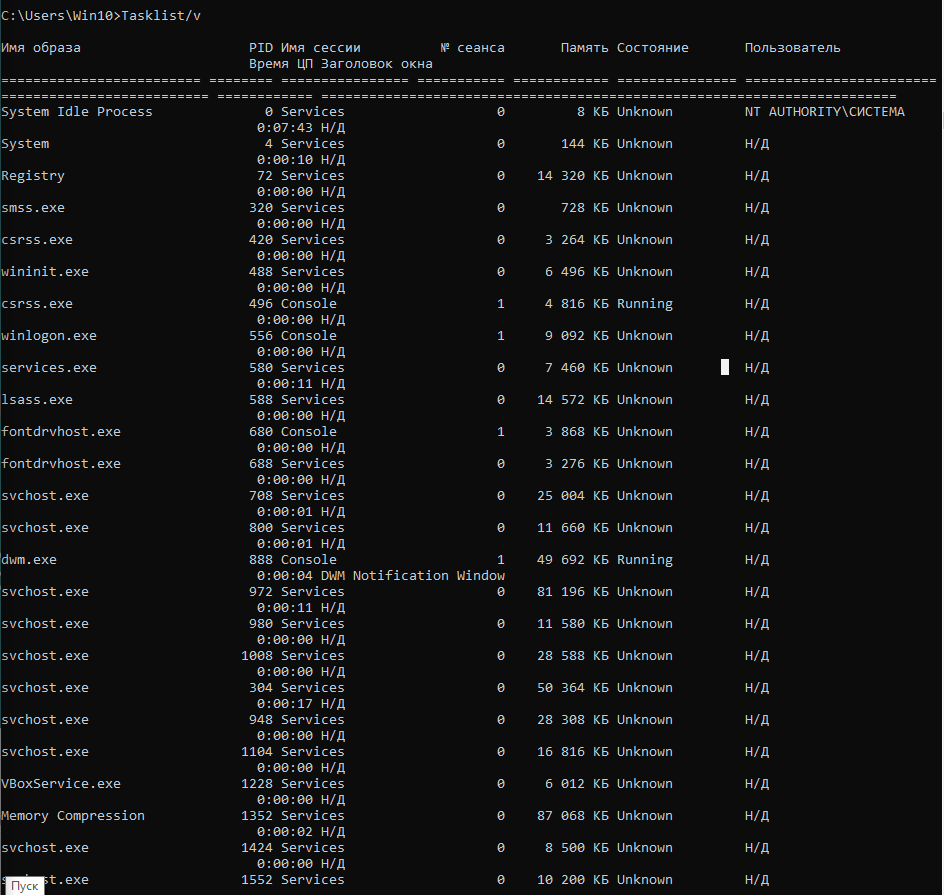 C:\Users\Win10>Tasklist/v
Имя образа PID Имя сессии № сеанса Память Состояние Пользователь
Время ЦП Заголовок окна
========================= ======== ================ =========== ============ =============== ========================
========================== ============ ========================================================================
System Idle Process 0 Services 0 8 КБ Unknown NT AUTHORITY\СИСТЕМА
0:07:43 Н/Д
System 4 Services 0 144 КБ Unknown Н/Д
0:00:10 Н/Д
Registry 72 Services 0 14 320 КБ Unknown Н/Д
0:00:00 Н/Д
smss.exe 320 Services 0 728 КБ Unknown Н/Д
0:00:00 Н/Д
csrss.exe 420 Services 0 3 264 КБ Unknown Н/Д
0:00:00 Н/Д
wininit.exe 488 Services 0 6 496 КБ Unknown Н/Д
0:00:00 Н/Д
csrss.exe 496 Console 1 4 816 КБ Running Н/Д
0:00:00 Н/Д
winlogon.exe 556 Console 1 9 092 КБ Unknown Н/Д
0:00:00 Н/Д
services.exe 580 Services 0 7 460 КБ Unknown Н/Д
0:00:11 Н/Д
lsass.exe 588 Services 0 14 572 КБ Unknown Н/Д
0:00:00 Н/Д
fontdrvhost.exe 680 Console 1 3 868 КБ Unknown Н/Д
0:00:00 Н/Д
fontdrvhost.exe 688 Services 0 3 276 КБ Unknown Н/Д
0:00:00 Н/Д
svchost.exe 708 Services 0 25 004 КБ Unknown Н/Д
0:00:01 Н/Д
svchost.exe 800 Services 0 11 660 КБ Unknown Н/Д
0:00:01 Н/Д
dwm.exe 888 Console 1 49 692 КБ Running Н/Д
0:00:04 DWM Notification Window
svchost.exe 972 Services 0 81 196 КБ Unknown Н/Д
0:00:11 Н/Д
svchost.exe 980 Services 0 11 580 КБ Unknown Н/Д
0:00:00 Н/Д
svchost.exe 1008 Services 0 28 588 КБ Unknown Н/Д
0:00:00 Н/Д
svchost.exe 304 Services 0 50 364 КБ Unknown Н/Д
0:00:17 Н/Д
svchost.exe 948 Services 0 28 308 КБ Unknown Н/Д
0:00:00 Н/Д
svchost.exe 1104 Services 0 16 816 КБ Unknown Н/Д
0:00:00 Н/Д
VBoxService.exe 1228 Services 0 6 012 КБ Unknown Н/Д
0:00:00 Н/Д
Memory Compression 1352 Services 0 87 068 КБ Unknown Н/Д
0:00:02 Н/Д
svchost.exe 1424 Services 0 8 500 КБ Unknown Н/Д
0:00:00 Н/Д
Пуск st.exe 1552 Services 0 10 200 КБ Unknown Н/Д